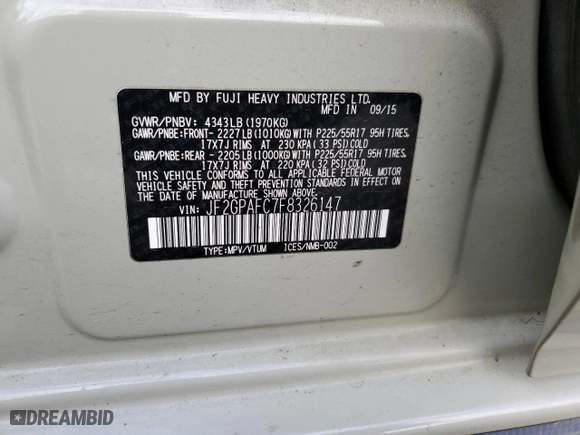 MFD BY FUJI HEAVY INDUSTRIES LTD.
MFD IN 09/15
GVWR/PNBV: 4343LB (1970KG)
GAWR/PNBE:FRONT- 2227LB (1010KG)WITH P225/55R17 95H TIRES,
17X7J RIMS AT 230 KPA (33 PSI)COLD
GAWR/PNBE:REAR - 2205LB (1000KG)WITH P225/55R17 95H TIRES,
17X7J RIMS AT 220 KPA (32 PSI)COLD
THIS VEHICLE CONFORMS TO ALL APPLICABLE FEDERAL MOTOR
VEHICLE SAFETY AND THEFT PREVENTION STANDARDS IN EFFECT
ON THE DATE OF MANUFACTURE SHOWN ABOVE.
VIN: JF2GPAFC7F8326147
TYPE:MPV/VTUM ICES/NMB-002
DREAMBID